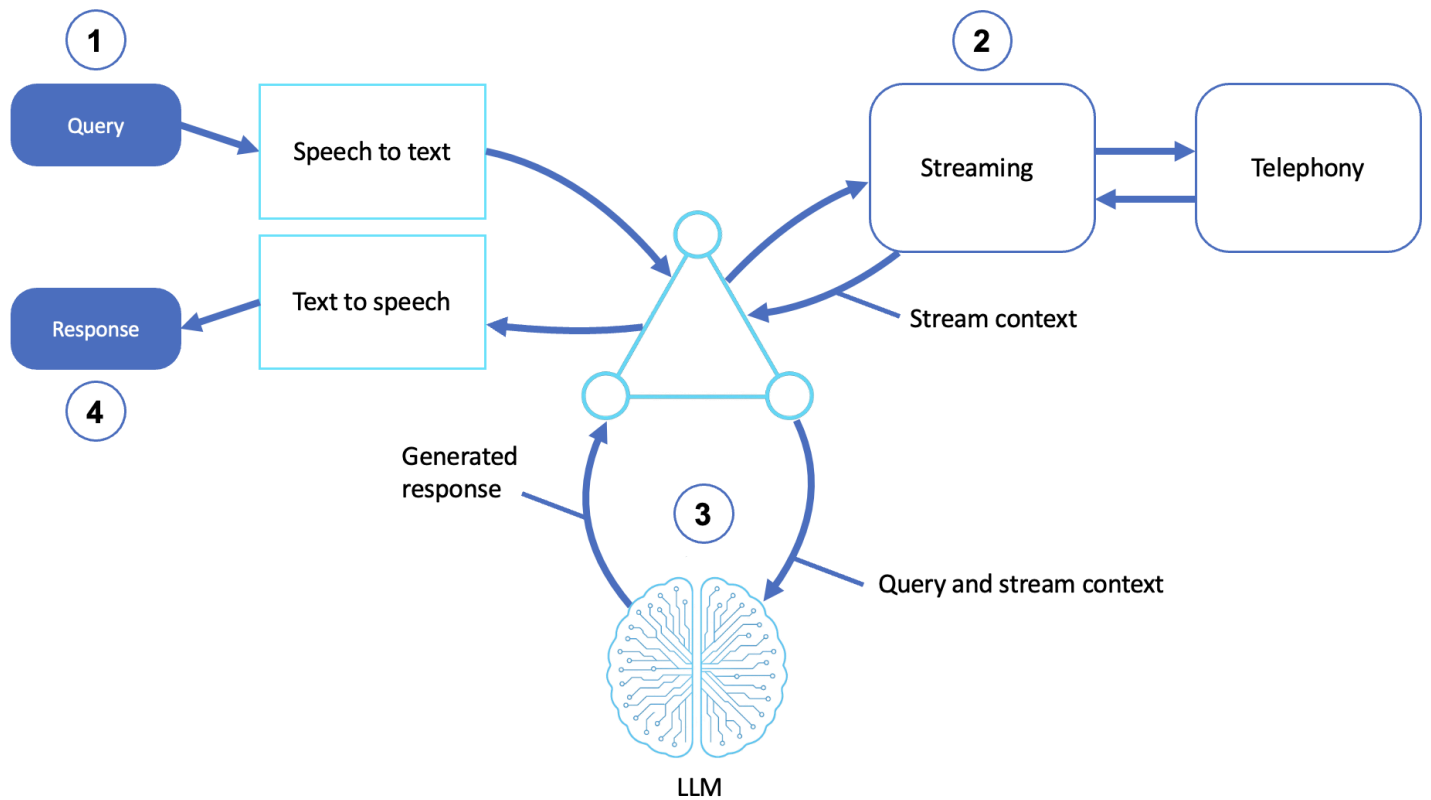 1
Query
Speech to text
2
Streaming
Telephony
Text to speech
Response
4
Stream context
Generated
response
3
Query and stream context
LLM